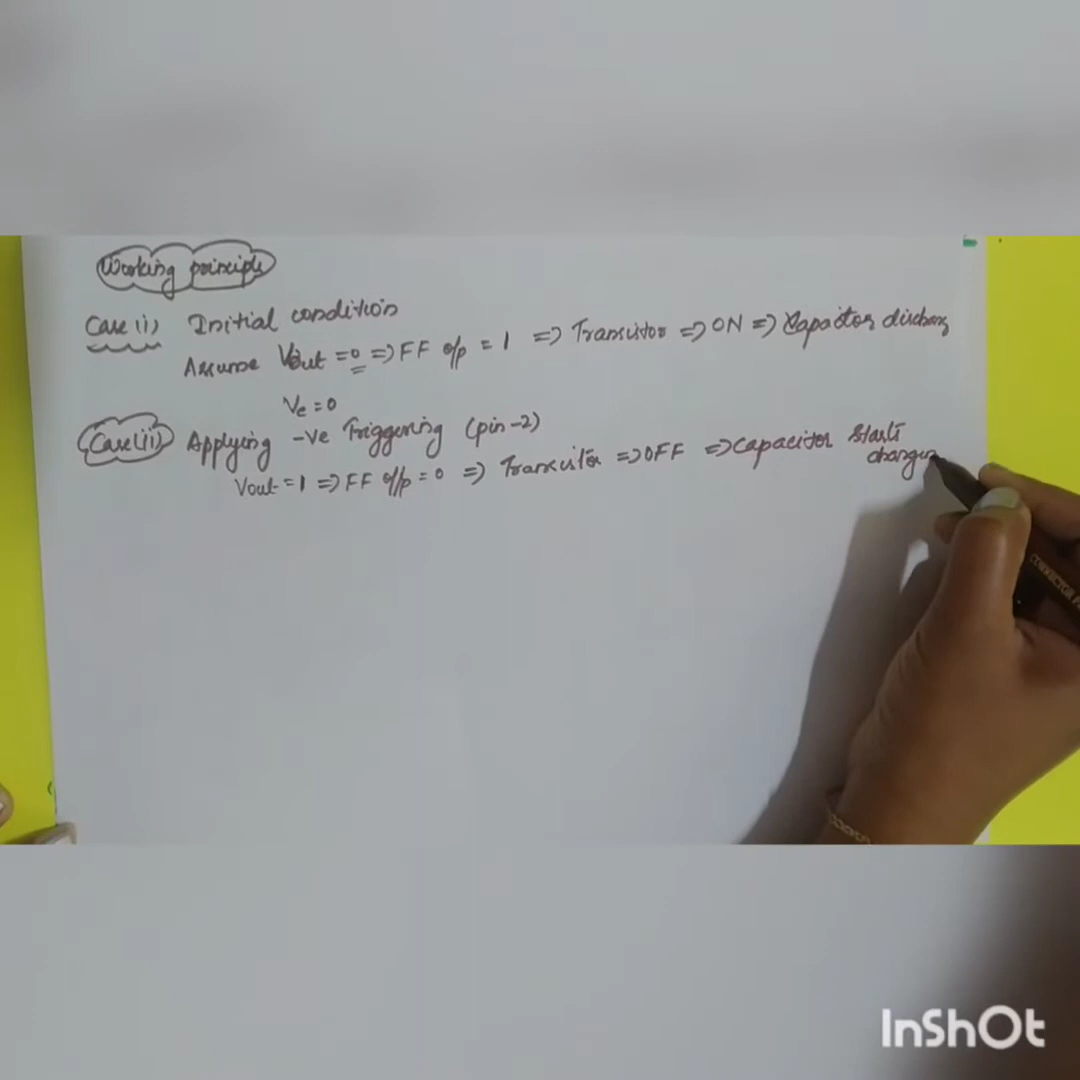 Working principle
Case (i) Initial condition
Assume Vout = 0 => FF o/p = 1 => Transistor => ON => Capacitor discharg
Vc = 0
Case (ii) Applying -ve Triggering (pin-2)
Vout = 1 => FF o/p = 0 => Transistor => OFF => Capacitor starts
chargin
InShOt